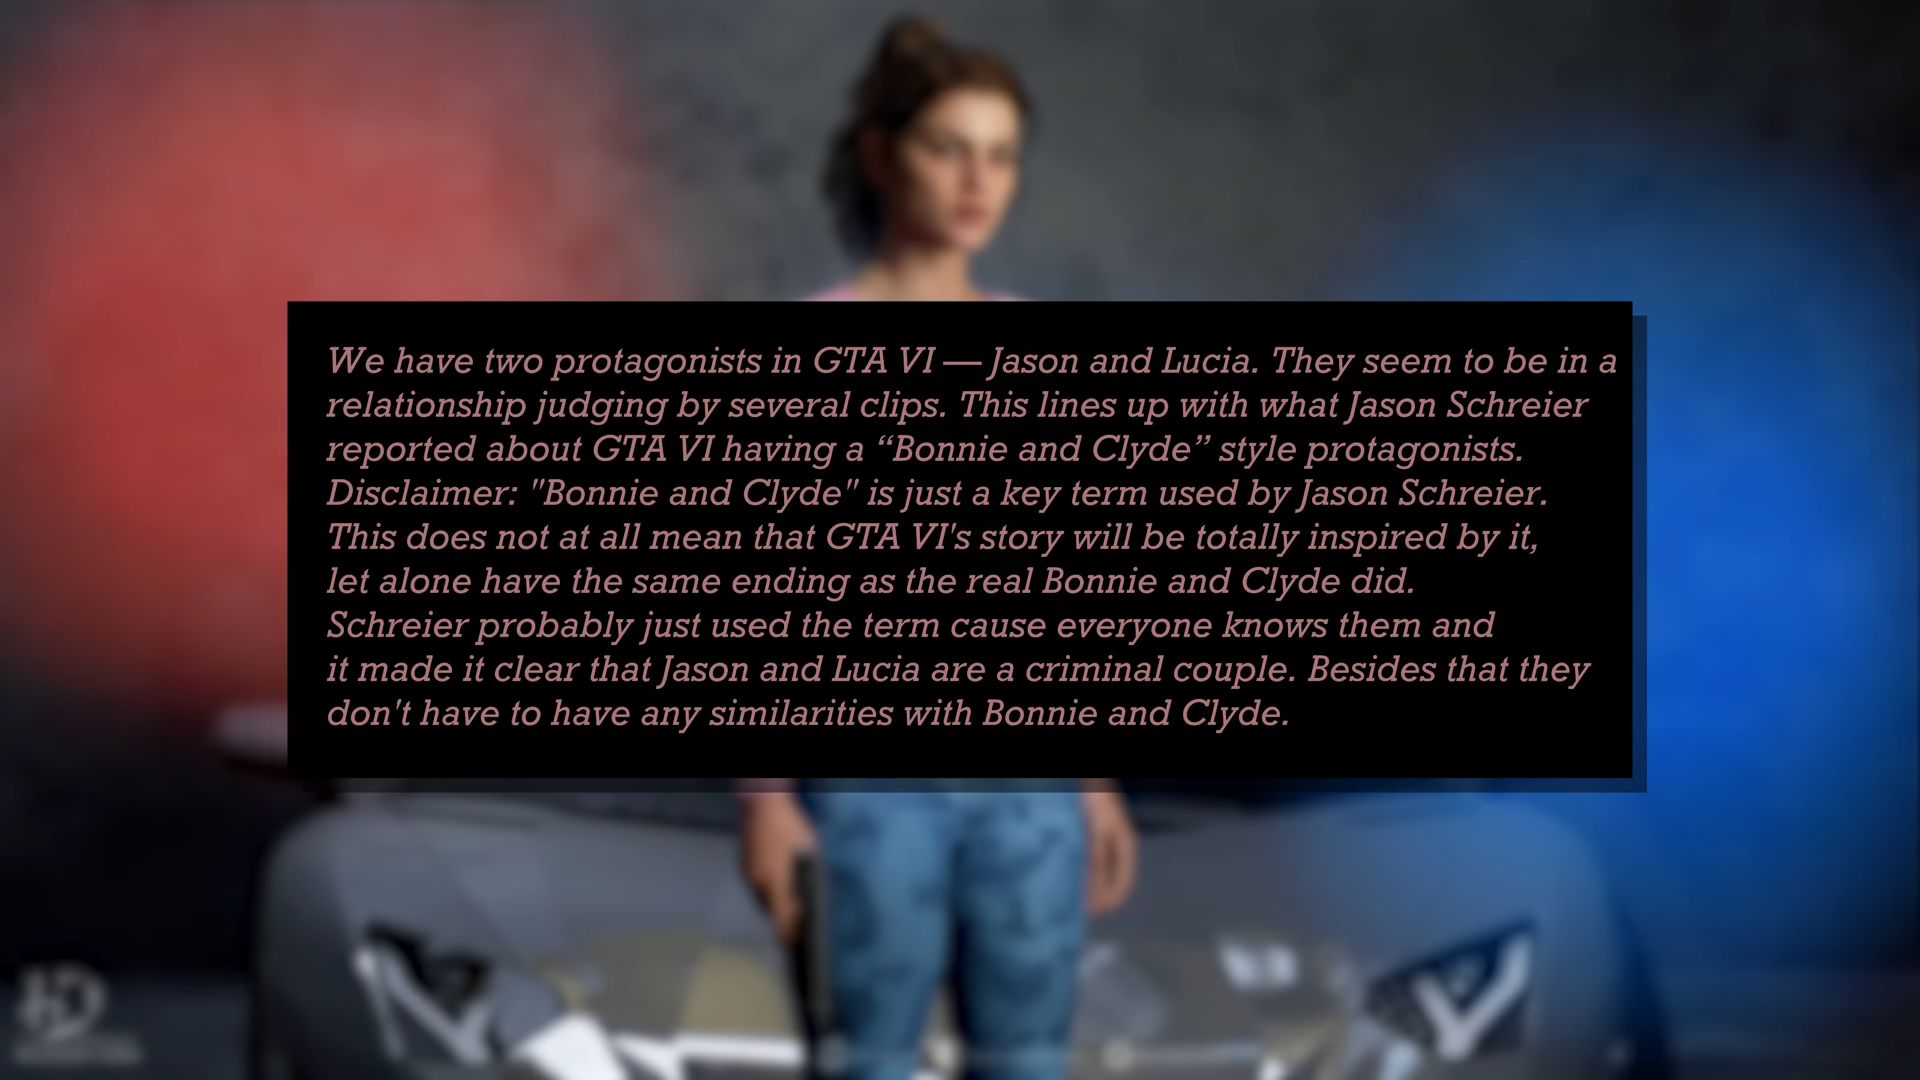 We have two protagonists in GTA VI — Jason and Lucia. They seem to be in a
relationship judging by several clips. This lines up with what Jason Schreier
reported about GTA VI having a “Bonnie and Clyde” style protagonists.
Disclaimer: "Bonnie and Clyde" is just a key term used by Jason Schreier.
This does not at all mean that GTA VI's story will be totally inspired by it,
let alone have the same ending as the real Bonnie and Clyde did.
Schreier probably just used the term cause everyone knows them and
it made it clear that Jason and Lucia are a criminal couple. Besides that they
don't have to have any similarities with Bonnie and Clyde.